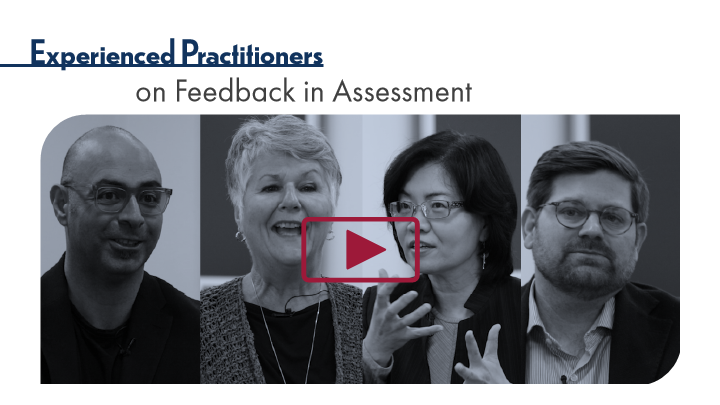 Experienced Practitioners
on Feedback in Assessment